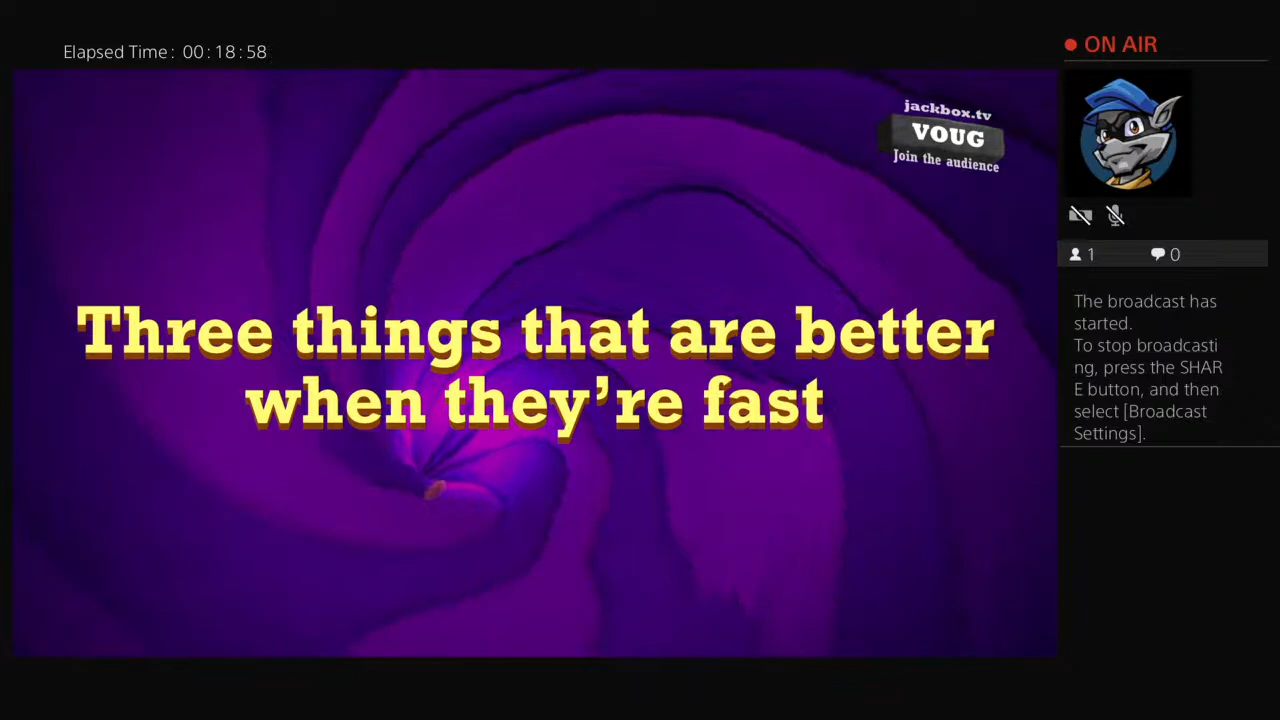 Elapsed Time: 00:18:58
ON AIR
jackbox.tv
VOUG
Join the audience
1
0
Three things that are better
when they're fast
The broadcast has
started.
To stop broadcasti
ng, press the SHAR
E button, and then
select [Broadcast
Settings].